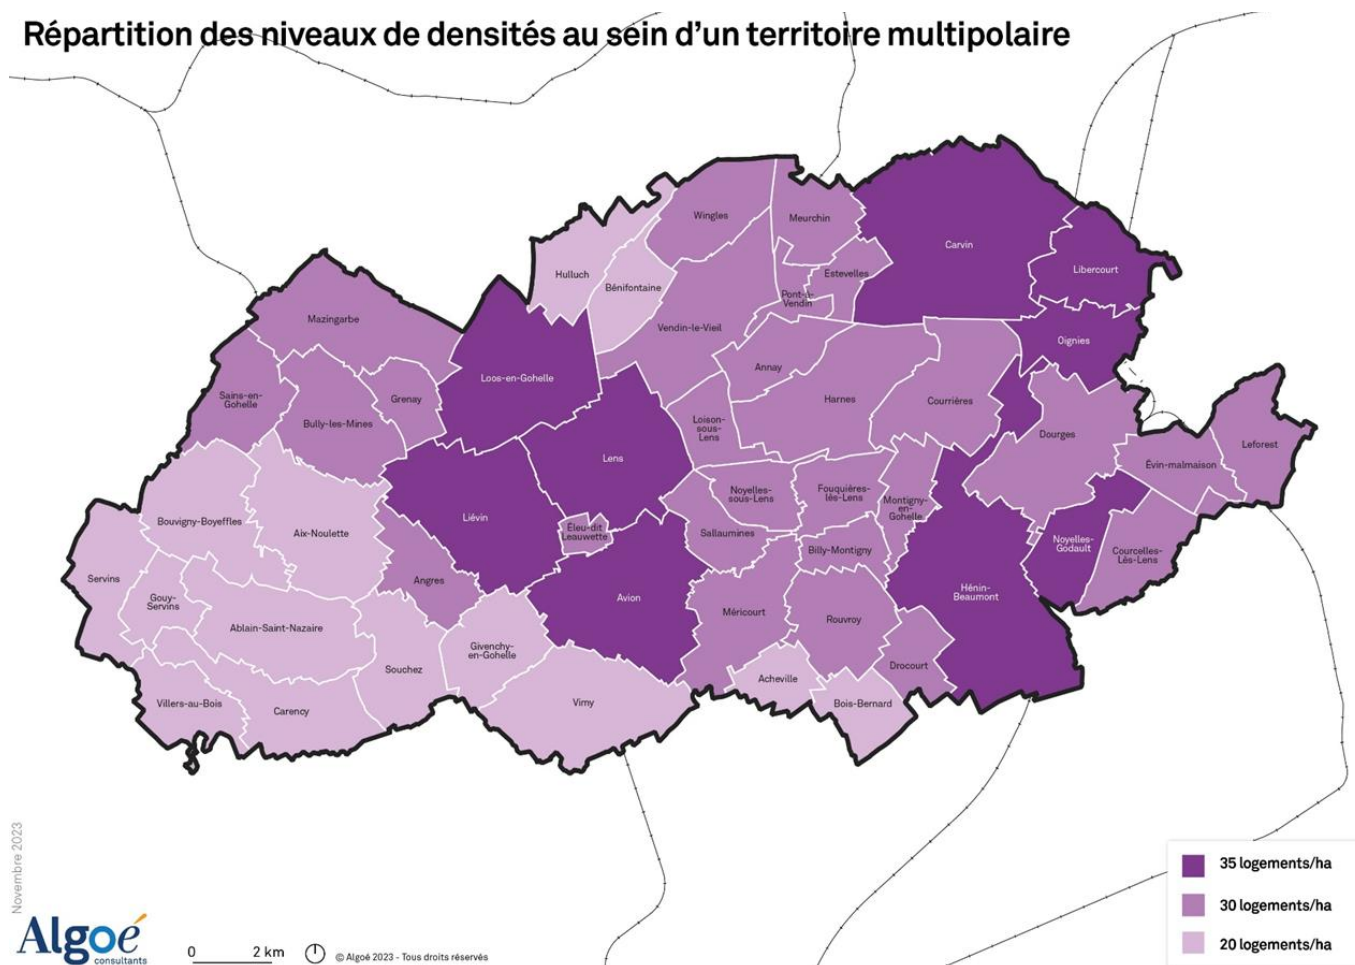 Répartition des niveaux de densités au sein d'un territoire multipolaire
Wingles
Meurchin
Carvin
Libercourt
Hulluch
Bénifontaine
Estevelles
Pont-à-
Vendin
Mazingarbe
Vendin-le-Vieil
Oignies
Loos-en-Gohelle
Annay
Sains-en-
Gohelle
Grenay
Harnes
Courrières
Bully-les-Mines
Loison-
sous-
Lens
Dourges
Leforest
Lens
Évin-malmaison
Noyelles-
sous-Lens
Fouquières-
lès-Lens
Montigny-
en-
Gohelle
Bouvigny-Boyeffles
Liévin
Aix-Noulette
Éleu-dit
Leauwette
Sallaumines
Billy-Montigny
Noyelles-
Godault
Courcelles-
Lès-Lens
Servins
Angres
Gouy-
Servins
Avion
Hénin-
Beaumont
Méricourt
Rouvroy
Ablain-Saint-Nazaire
Givenchy-
en-Gohelle
Souchez
Drocourt
Acheville
Villers-au-Bois
Carency
Vimy
Bois-Bernard
Novembre 2023
35 logements/ha
30 logements/ha
20 logements/ha
Algoé
consultants
0 2 km
© Algoé 2023 - Tous droits réservés